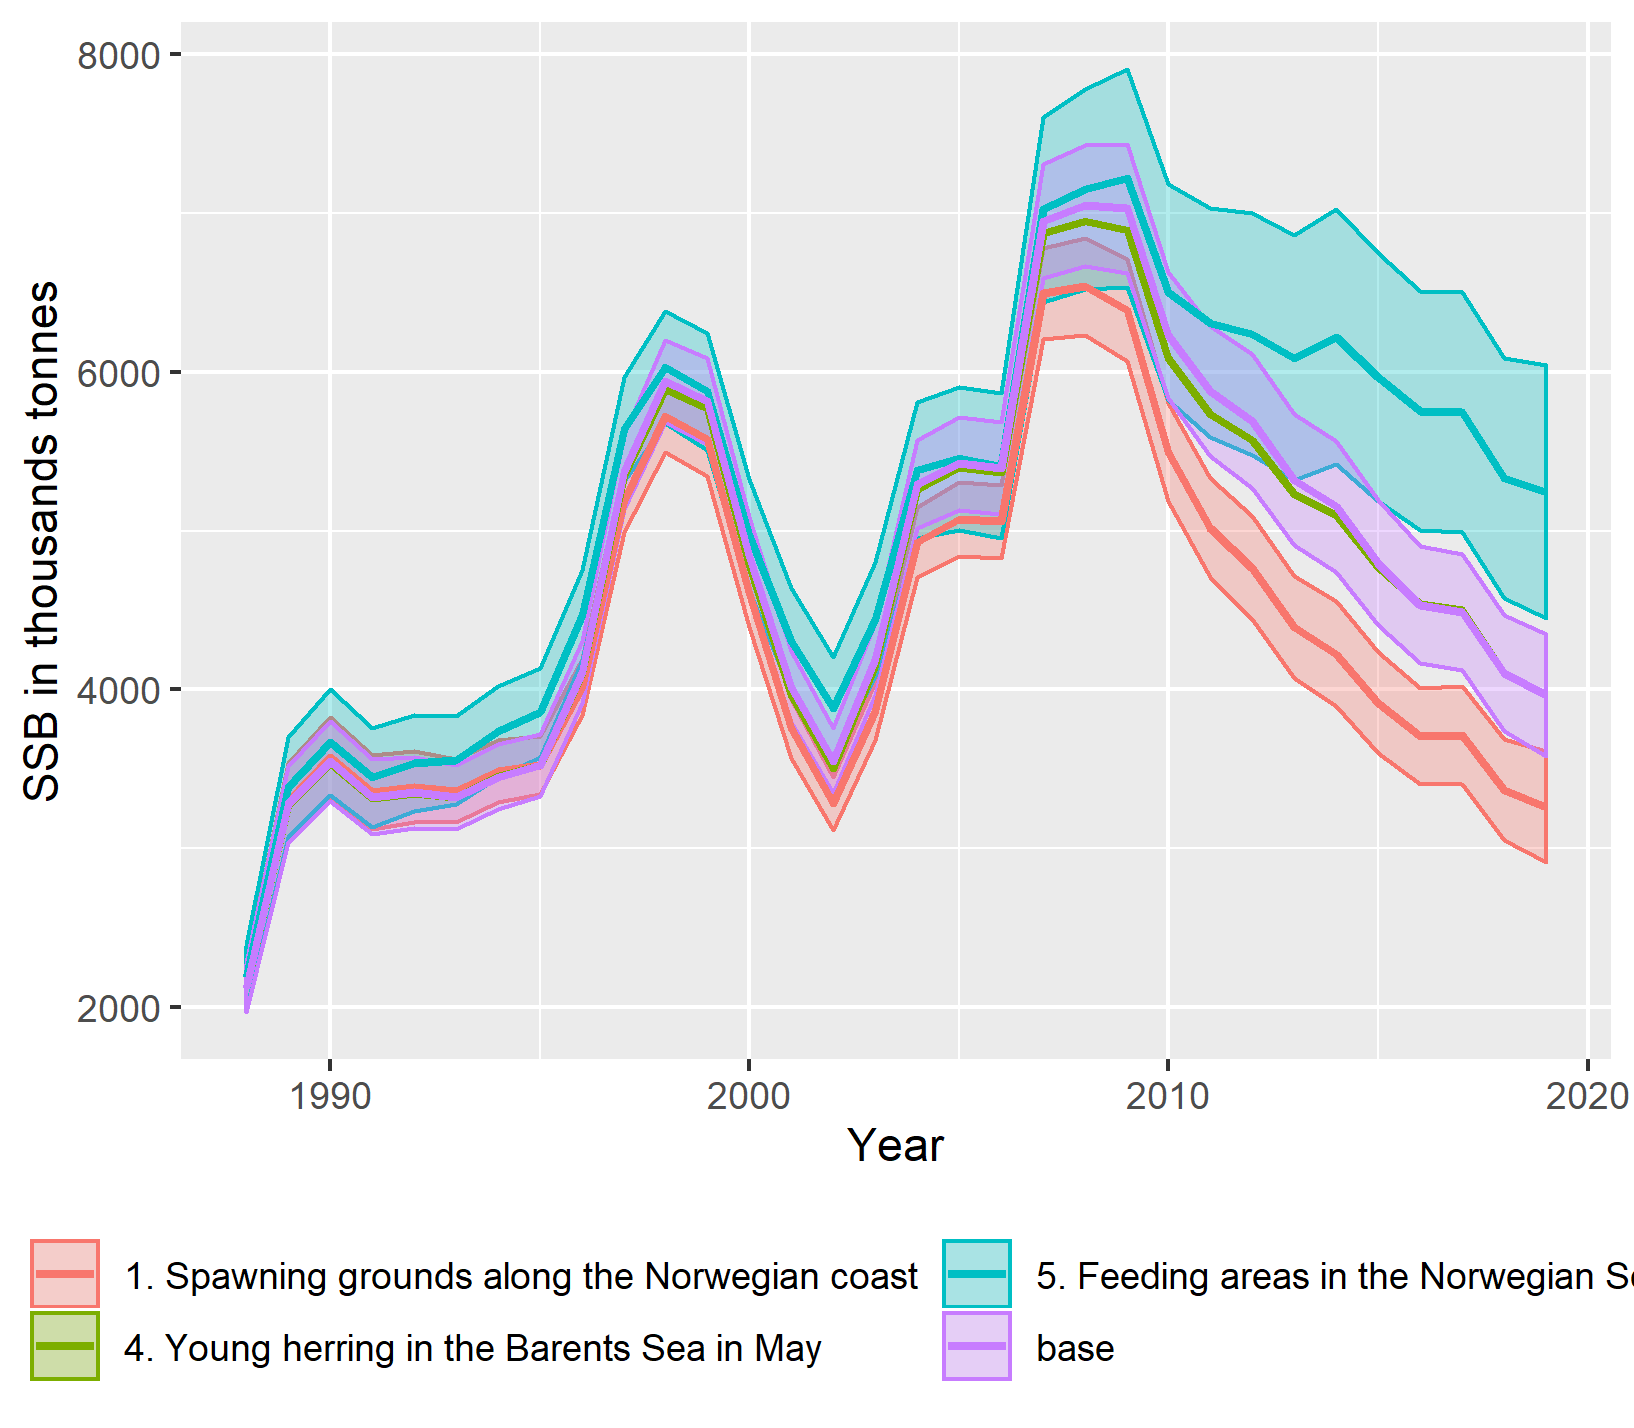 SSB in thousands tonnes
8000
6000
4000
2000
1990 2000 2010 2020
Year
1. Spawning grounds along the Norwegian coast
5. Feeding areas in the Norwegian Se
4. Young herring in the Barents Sea in May
base